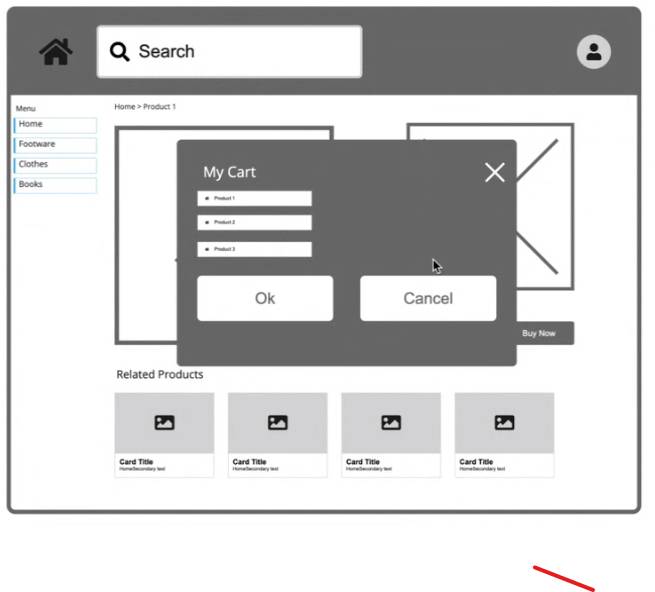 Search
Menu
Home
Footware
Clothes
Books
Home > Product 1
My Cart
Product 1
Product 2
Product 3
Ok
Cancel
Buy Now
Related Products
Card Title
HomeSecondary text
Card Title
HomeSecondary text
Card Title
HomeSecondary text
Card Title
HomeSecondary text